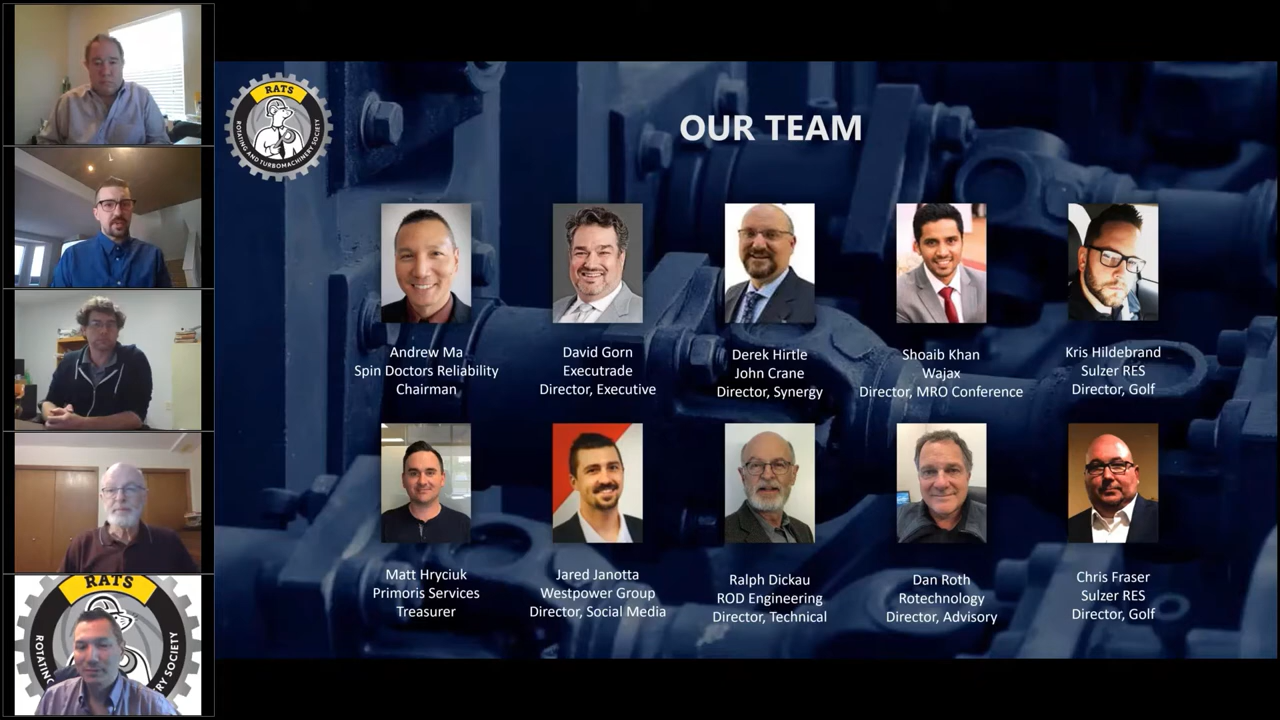 RATS
ROTATING AND TURBOMACHINERY SOCIETY
OUR TEAM
Andrew Ma
Spin Doctors Reliability
Chairman
David Gorn
Executrade
Director, Executive
Derek Hirtle
John Crane
Director, Synergy
Shoaib Khan
Wajax
Director, MRO Conference
Kris Hildebrand
Sulzer RES
Director, Golf
Matt Hryciuk
Primoris Services
Treasurer
Jared Janotta
Westpower Group
Director, Social Media
Ralph Dickau
ROD Engineering
Director, Technical
Dan Roth
Rotechnology
Director, Advisory
Chris Fraser
Sulzer RES
Director, Golf
RATS
ROTATING
SOCIETY